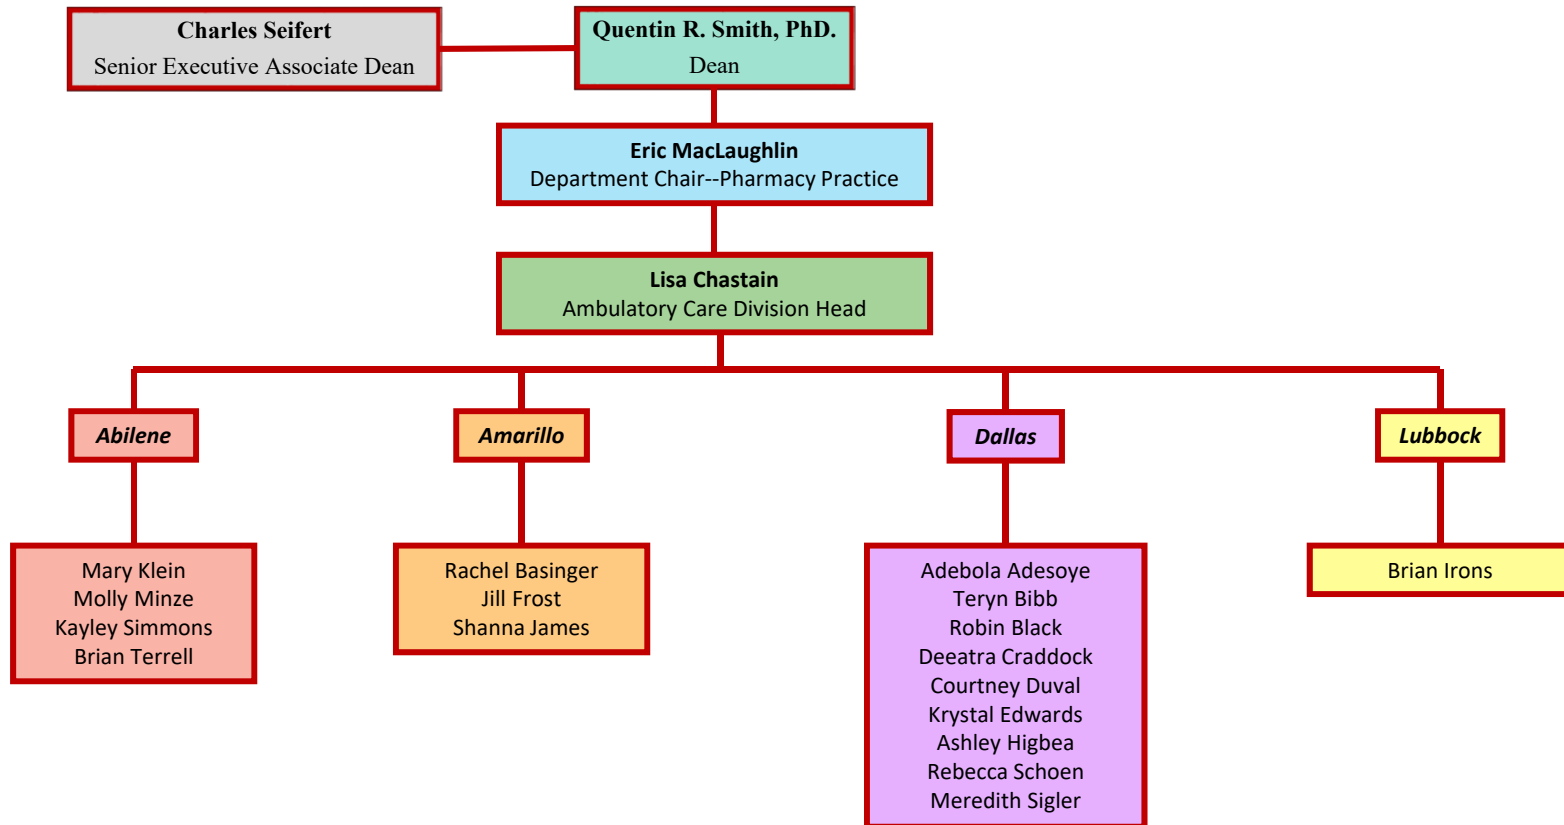 Charles Seifert
Senior Executive Associate Dean
Quentin R. Smith, PhD.
Dean
Eric MacLaughlin
Department Chair--Pharmacy Practice
Lisa Chastain
Ambulatory Care Division Head
Abilene
Amarillo
Dallas
Lubbock
Mary Klein
Molly Minze
Kayley Simmons
Brian Terrell
Rachel Basinger
Jill Frost
Shanna James
Adebola Adesoye
Teryn Bibb
Robin Black
Deeatra Craddock
Courtney Duval
Krystal Edwards
Ashley Higbea
Rebecca Schoen
Meredith Sigler
Brian Irons